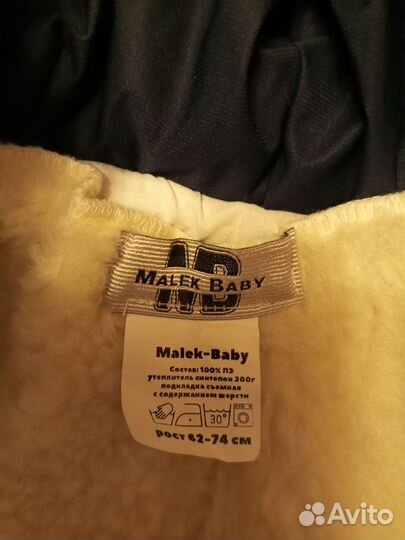 MB
MALEK BABY
Malek-Baby
Состав: 100% ПЭ
утеплитель синтепон 200г
подкладка съемная
с содержанием шерсти
30°
рост 62-74 см
Avito